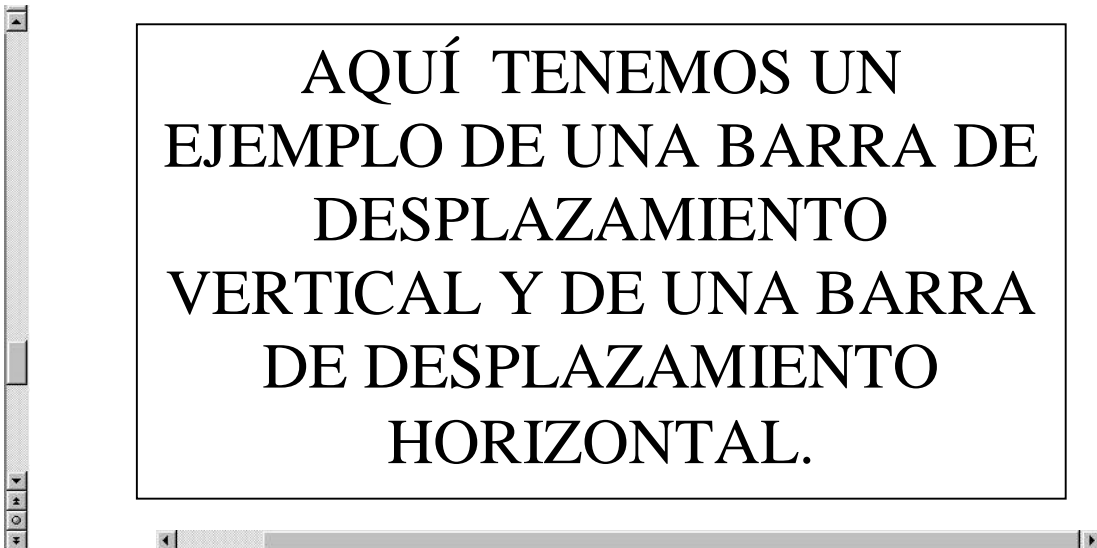 AQUÍ TENEMOS UN
EJEMPLO DE UNA BARRA DE
DESPLAZAMIENTO
VERTICAL Y DE UNA BARRA
DE DESPLAZAMIENTO
HORIZONTAL.